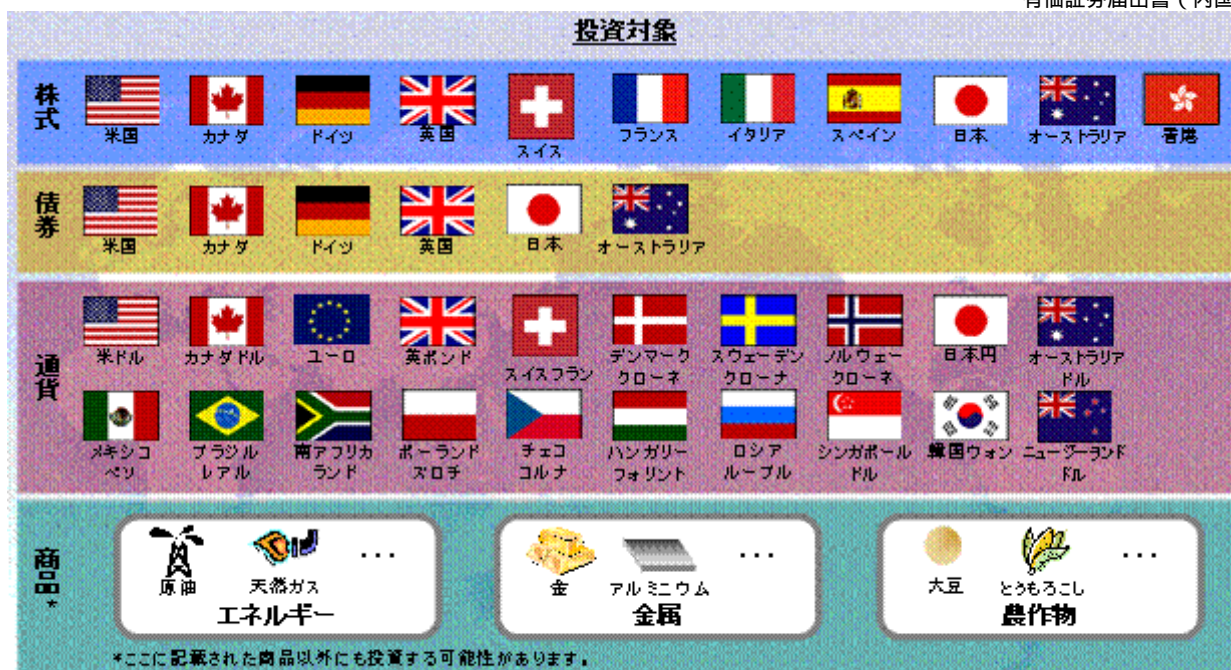 有価証券届出書（内国
投資対象
株式
米国 カナダ ドイツ 英国 スイス フランス イタリア スペイン 日本 オーストラリア 香港
債券
米国 カナダ ドイツ 英国 日本 オーストラリア
通貨
米ドル カナダドル ユーロ 英ポンド スイスフラン デンマーク スウェーデン ノルウェー 日本円 オーストラリア
クローネ クローナ クローネ ドル
メキシコ ブラジル 南アフリカ ポーランド チェコ ハンガリー ロシア シンガポール 韓国ウォン ニュージーランド
ペソ レアル ランド ズロチ コルナ フォリント ルーブル ドル ドル
商品*
原油 天然ガス ...
エネルギー
金 アルミニウム ...
金属
大豆 とうもろこし ...
農作物
*ここに記載された商品以外にも投資する可能性があります。